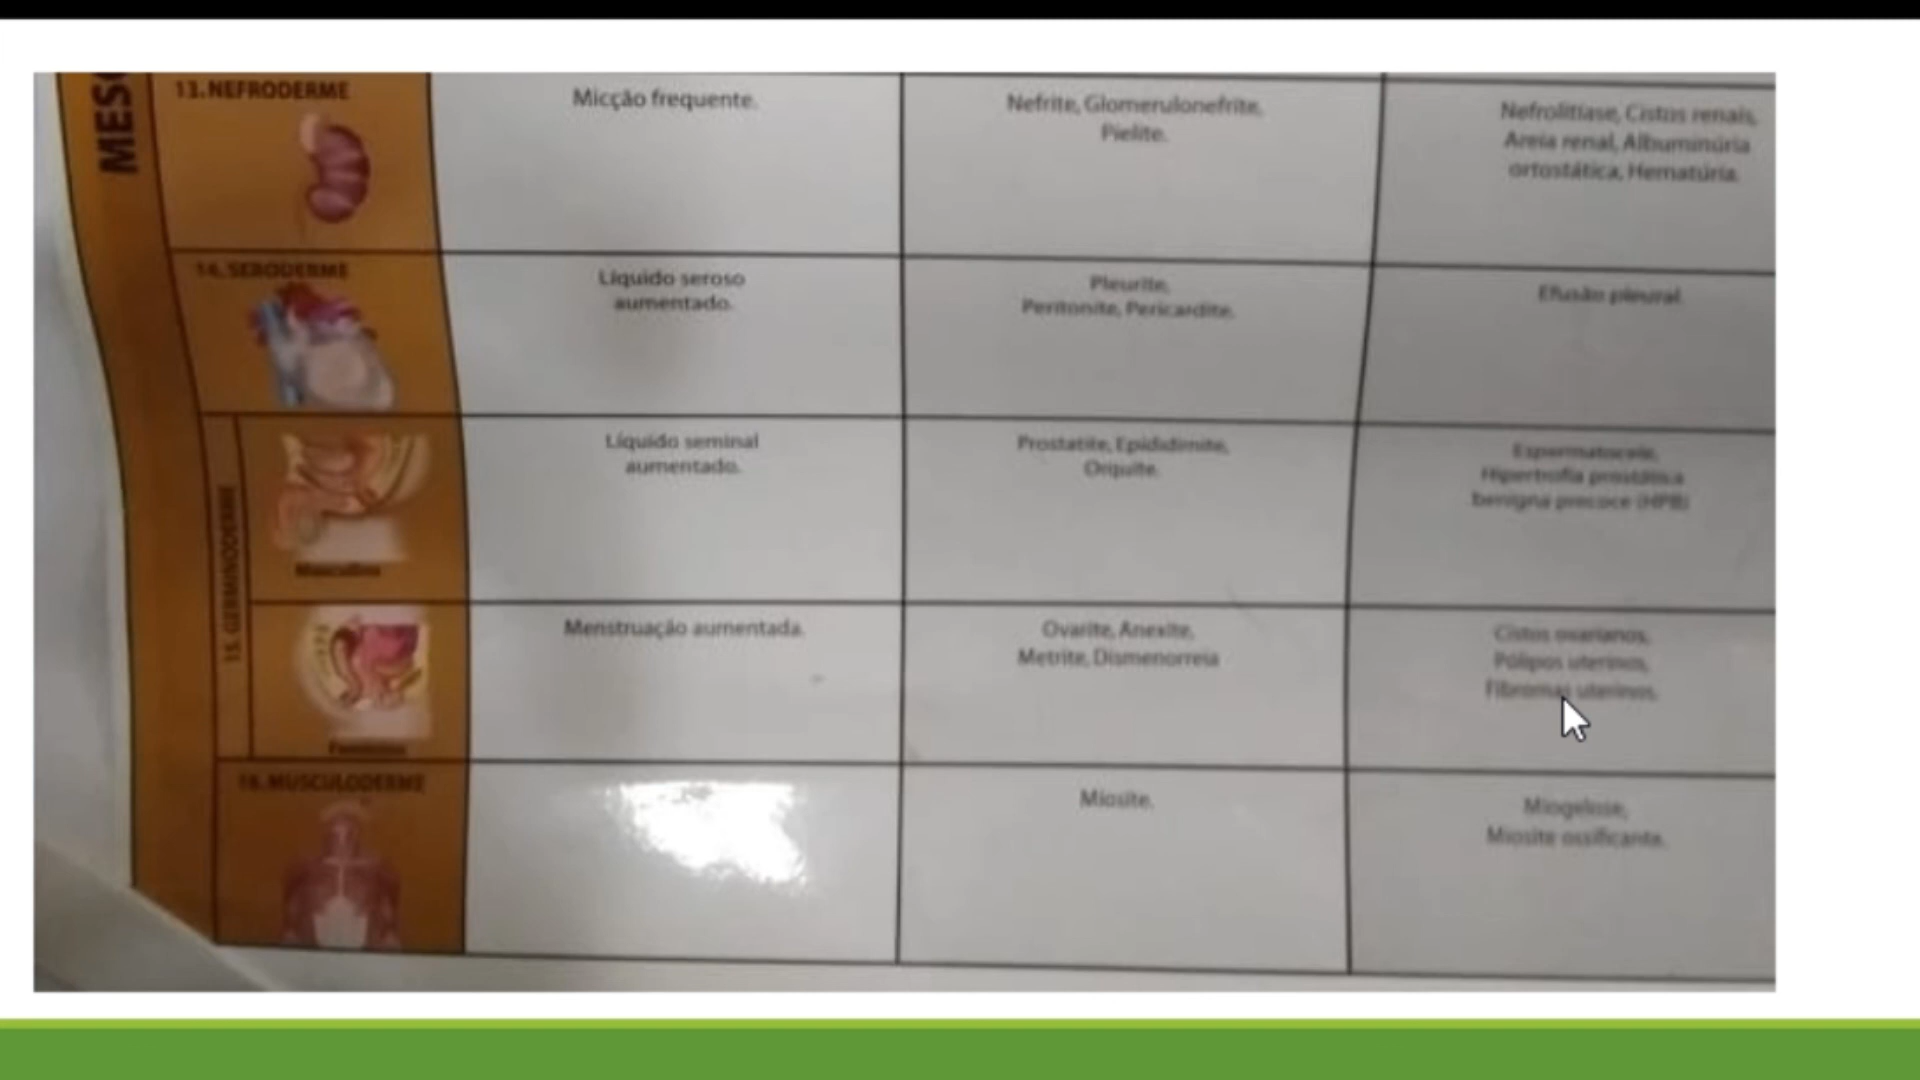 MESO
13. NEFRODERME
Micção frequente.
Nefrite, Glomerulonefrite,
Pielite.
Nefrolitíase, Cistos renais,
Areia renal, Albuminúria
ortostática, Hematúria.
14. SERODERME
Líquido seroso
aumentado.
Pleurite,
Peritonite, Pericardite.
Efusão pleural.
15. GERMINODERME
Masculino
Líquido seminal
aumentado.
Prostatite, Epididimite,
Orquite.
Espermatocele,
Hipertrofia prostática
benigna precoce (HPB)
Feminino
Menstruação aumentada.
Ovarite, Anexite,
Metrite, Dismenorreia
Cistos ovarianos,
Pólipos uterinos,
Fibromas uterinos.
16. MUSCULODERME
Miosite.
Miogelose,
Miosite ossificante.